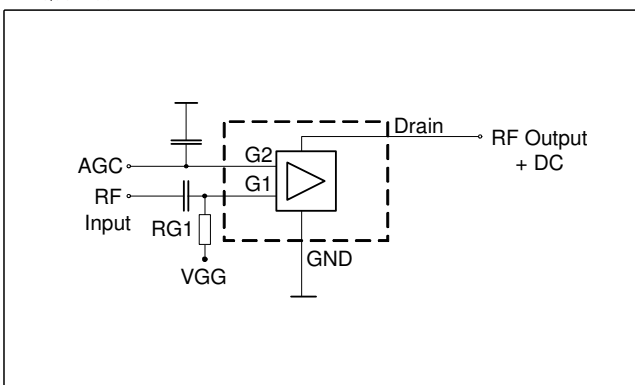 Drain
RF Output
+ DC
G2
AGC
G1
RF
Input
RG1
VGG
GND